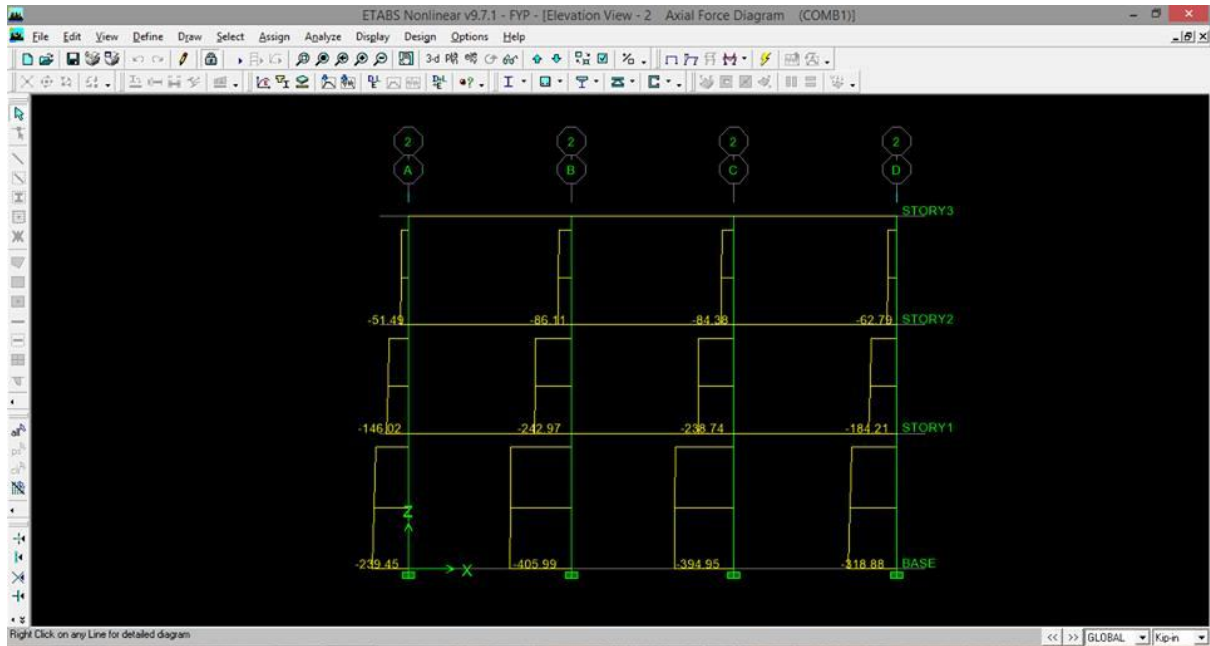 ETABS Nonlinear v9.7.1 - FYP - [Elevation View - 2 Axial Force Diagram (COMB1)]
File Edit View Define Draw Select Assign Analyze Display Design Options Help
3-d
2 2 2 2
A B C D
STORY3
-51.49 -86.11 -84.38 -62.79 STORY2
-146.02 -242.97 -238.74 -184.21 STORY1
Z
-239.45 X -405.99 -394.95 -318.88 BASE
Right Click on any Line for detailed diagram
<< >> GLOBAL Kip-in